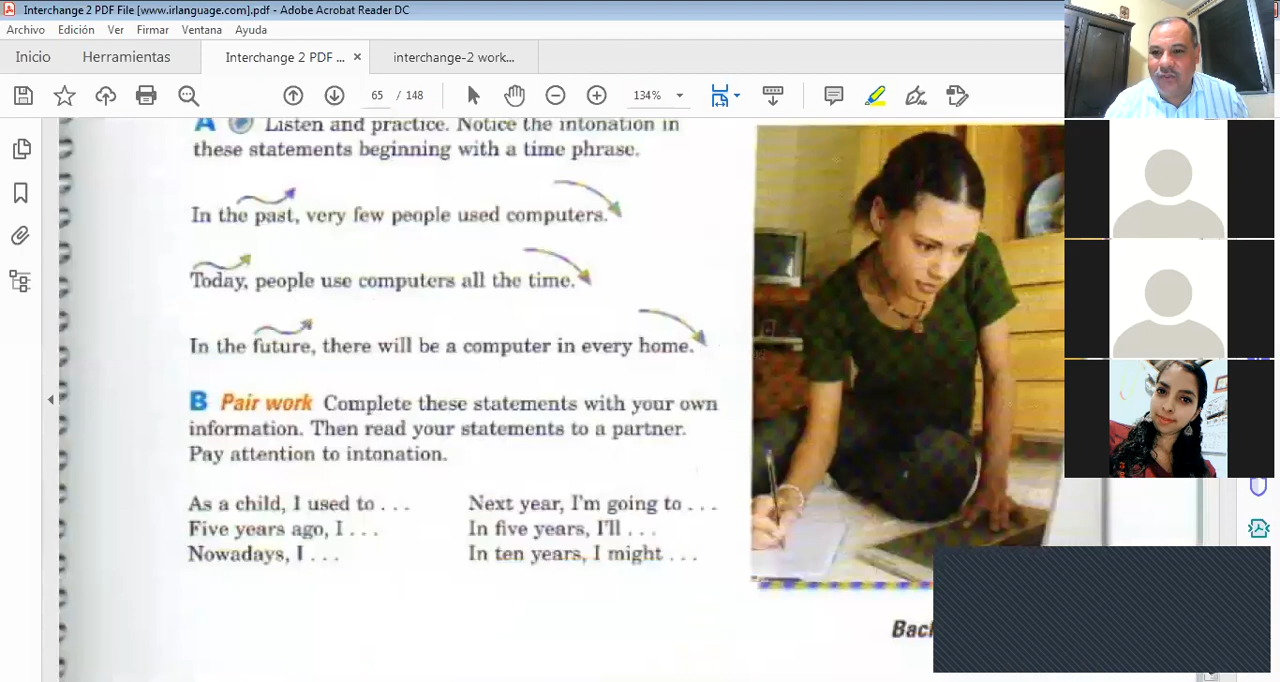 Interchange 2 PDF File [www.irlanguage.com].pdf - Adobe Acrobat Reader DC
Archivo Edición Ver Firmar Ventana Ayuda
Inicio Herramientas Interchange 2 PDF ... × interchange-2 work...
65 / 148 134%
A Listen and practice. Notice the intonation in
these statements beginning with a time phrase.
In the past, very few people used computers.
Today, people use computers all the time.
In the future, there will be a computer in every home.
B Pair work Complete these statements with your own
information. Then read your statements to a partner.
Pay attention to intonation.
As a child, I used to . . .
Five years ago, I . . .
Nowadays, I . . .
Next year, I'm going to . . .
In five years, I'll . . .
In ten years, I might . . .